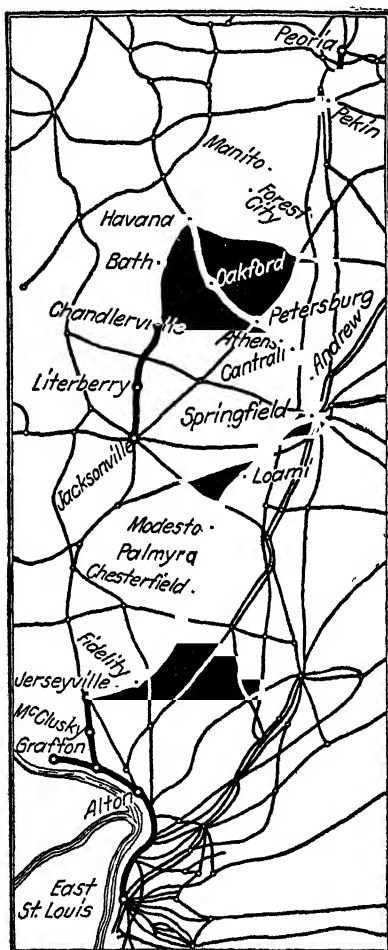 Peoria
Pekin
Manito
Forest
City
Havana
Bath
Oakford
Petersburg
Chandlerville
Athens
Cantrall
Andrew
Literberry
Springfield
Jacksonville
Loami
Modesto
Palmyra
Chesterfield
Fidelity
Jerseyville
McClusky
Grafton
Alton
East
St. Louis